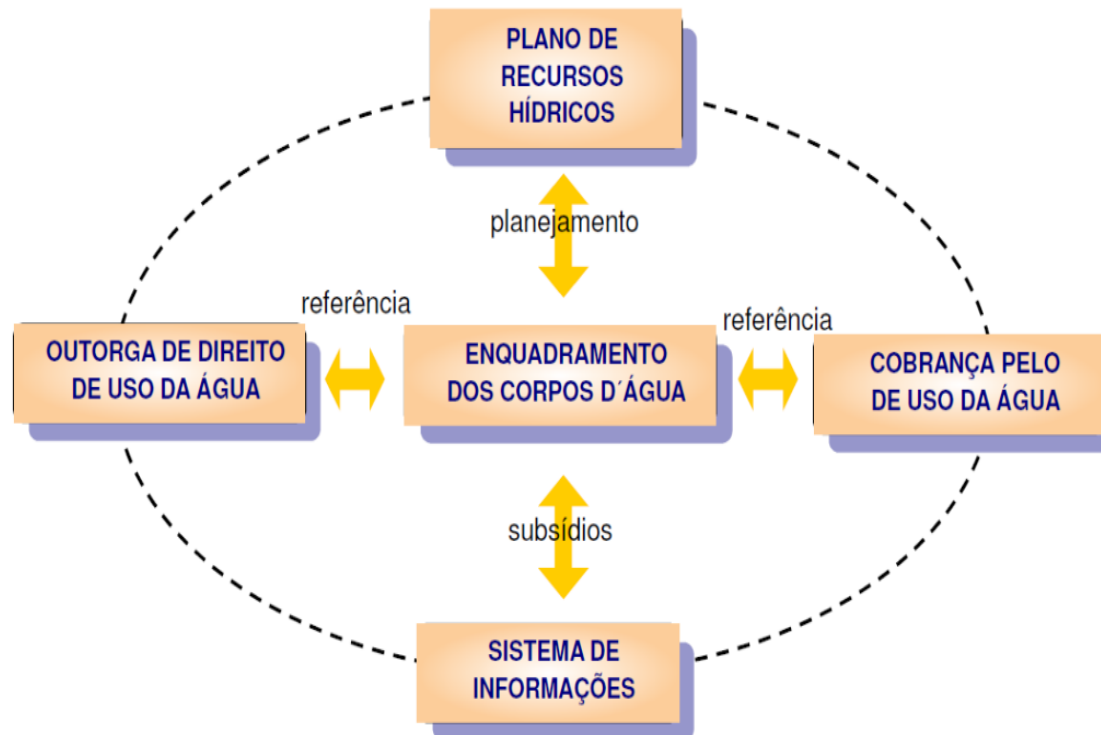 PLANO DE
RECURSOS
HÍDRICOS
planejamento
referência
referência
OUTORGA DE DIREITO
DE USO DA ÁGUA
ENQUADRAMENTO
DOS CORPOS D´ÁGUA
COBRANÇA PELO
DE USO DA ÁGUA
subsídios
SISTEMA DE
INFORMAÇÕES